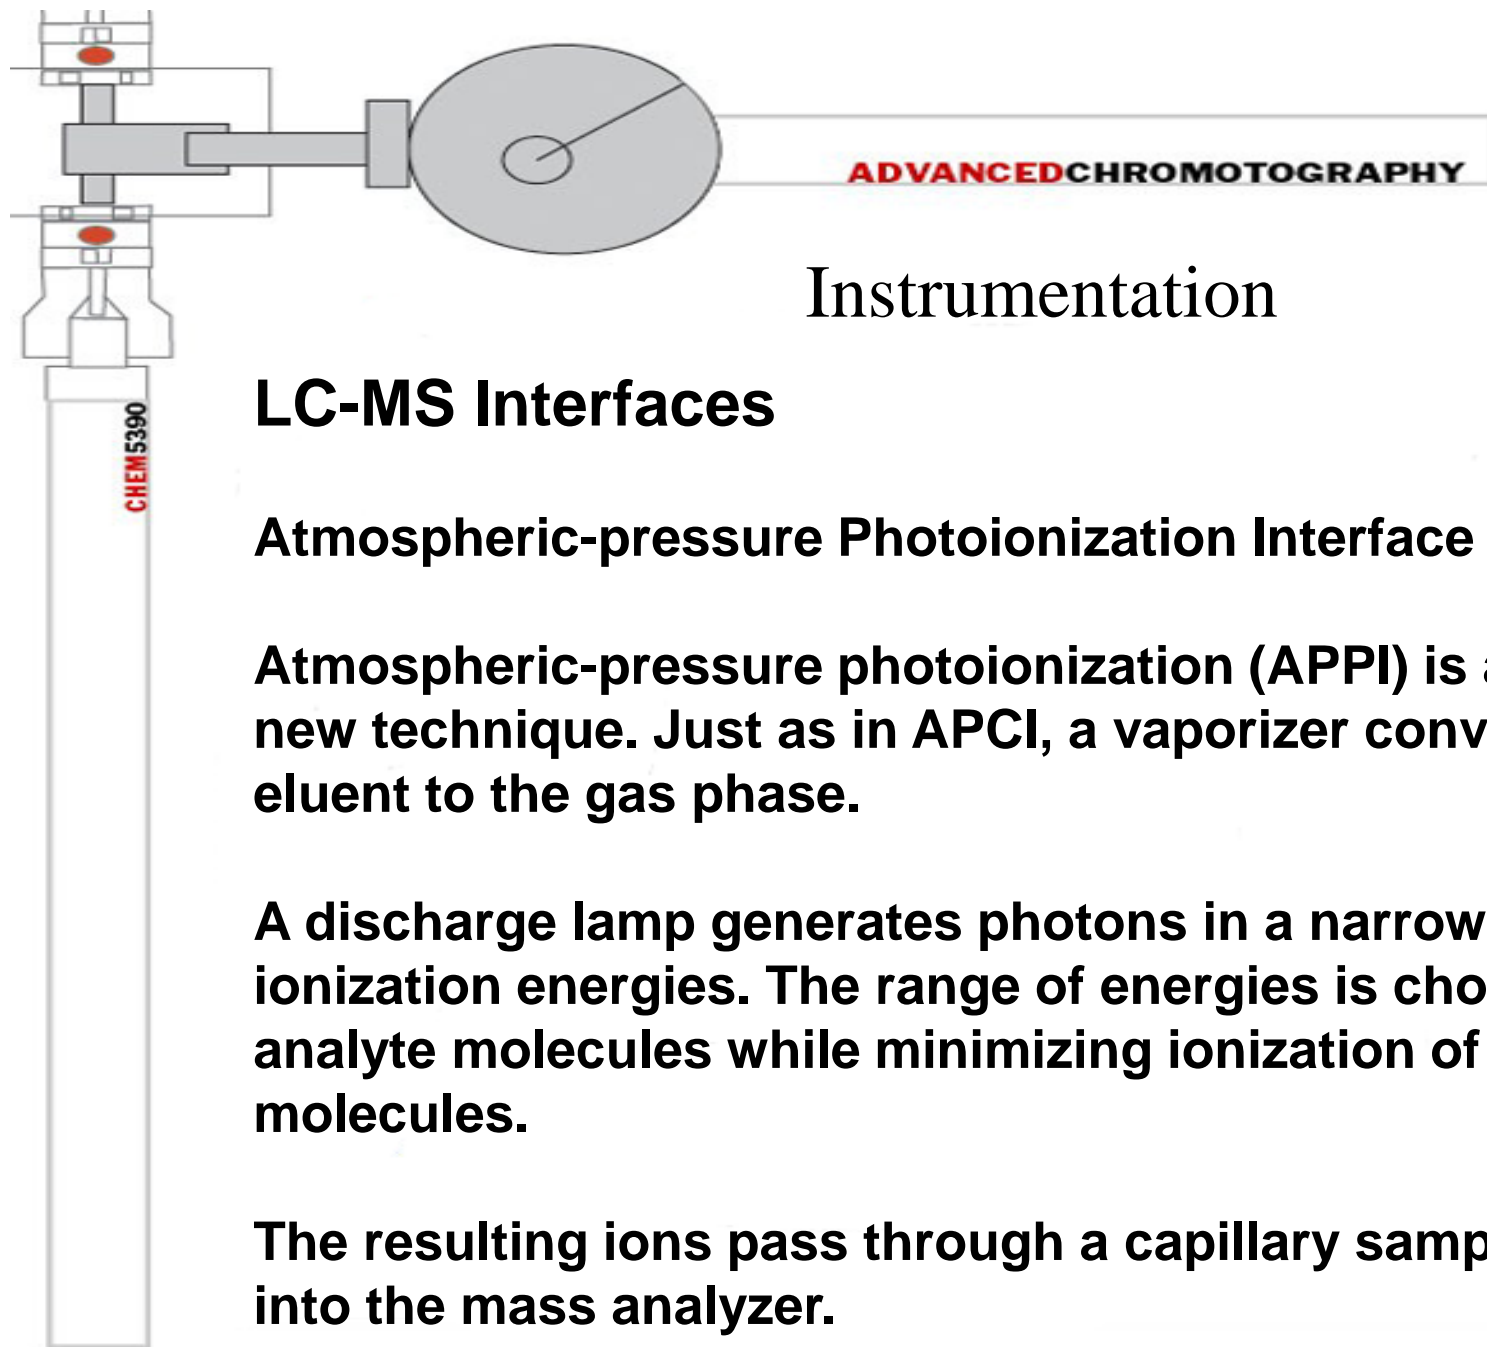 ADVANCEDCHROMOTOGRAPHY
Instrumentation
CHEM5390
LC-MS Interfaces
Atmospheric-pressure Photoionization Interface
Atmospheric-pressure photoionization (APPI) is
new technique. Just as in APCI, a vaporizer
eluent to the gas phase.
A discharge lamp generates photons in a narrow
ionization energies. The range of energies is
analyte molecules while minimizing ionization of
molecules.
The resulting ions pass through a capillary
into the mass analyzer.